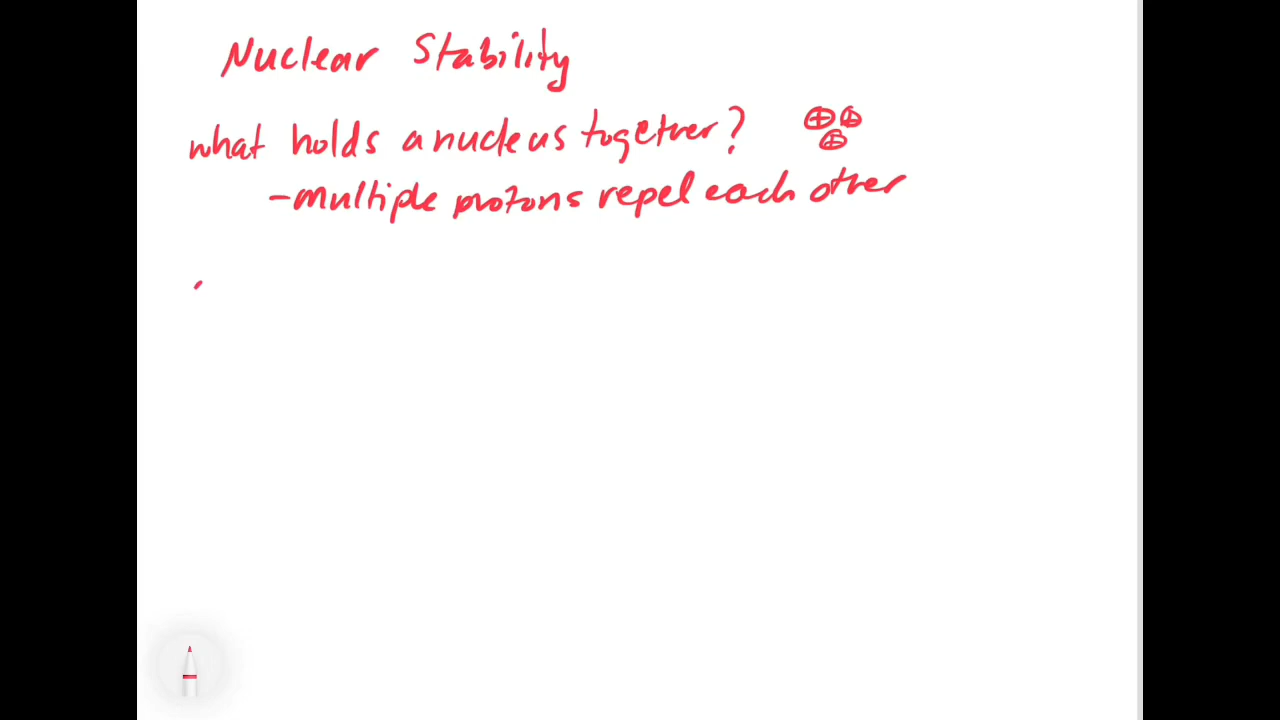 Nuclear Stability
what holds a nucleus together? + + +
- multiple protons repel each other